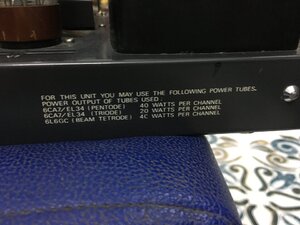 FOR THIS UNIT YOU MAY USE THE FOLLOWING POWER TUBES.
POWER OUTPUT OF TUBES USED:
6CA7/EL34 (PENTODE) 40 WATTS PER CHANNEL
6CA7/EL34 (TRIODE) 20 WATTS PER CHANNEL
6L6GC (BEAM TETRODE) 40 WATTS PER CHANNEL